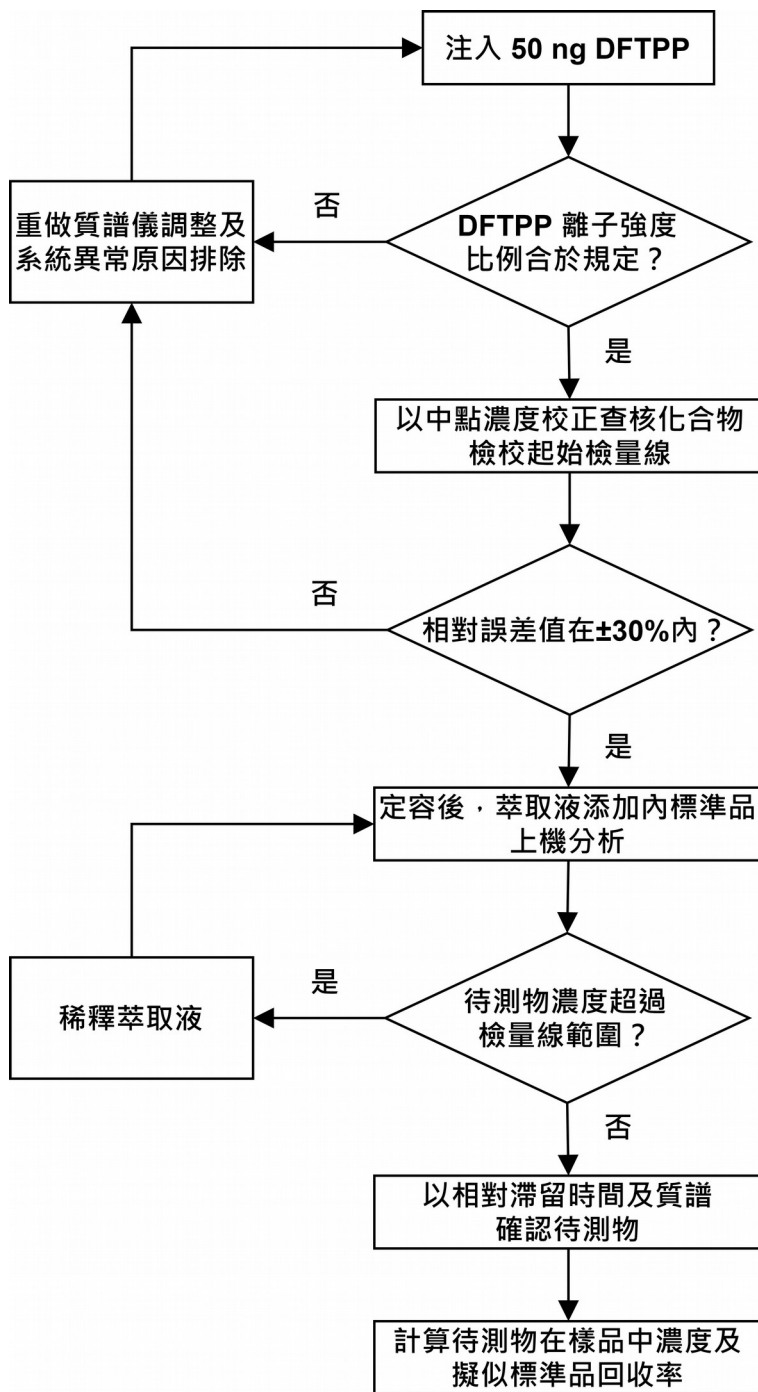 注入 50 ng DFTPP
重做質譜儀調整及
系統異常原因排除
否
DFTPP 離子強度
比例合於規定？
是
以中點濃度校正查核化合物
檢校起始檢量線
否
相對誤差值在±30%內？
是
定容後，萃取液添加內標準品
上機分析
稀釋萃取液
是
待測物濃度超過
檢量線範圍？
否
以相對滯留時間及質譜
確認待測物
計算待測物在樣品中濃度及
擬似標準品回收率